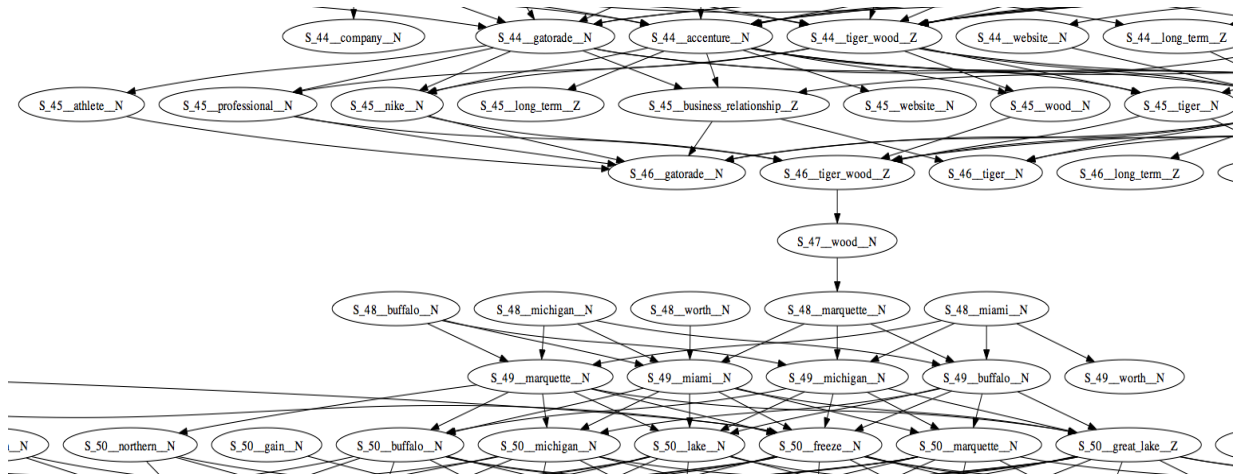 S_44__company__N S_44__gatorade__N S_44__accenture__N S_44__tiger_wood__Z S_44__website__N S_44__long_term__Z
S_45__athlete__N S_45__professional__N S_45__nike__N S_45__long_term__Z S_45__business_relationship__Z S_45__website__N S_45__wood__N S_45__tiger__N
S_46__gatorade__N S_46__tiger_wood__Z S_46__tiger__N S_46__long_term__Z
S_47__wood__N
S_48__buffalo__N S_48__michigan__N S_48__worth__N S_48__marquette__N S_48__miami__N
S_49__marquette__N S_49__miami__N S_49__michigan__N S_49__buffalo__N S_49__worth__N
S_50__northern__N S_50__gain__N S_50__buffalo__N S_50__michigan__N S_50__lake__N S_50__freeze__N S_50__marquette__N S_50__great_lake__Z